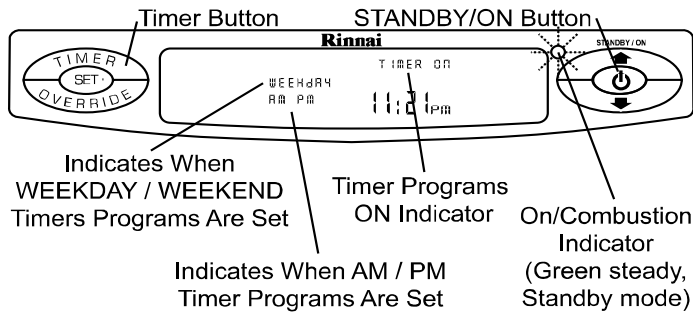 Timer Button
STANDBY/ON Button
Rinnai
TIMER
SET
OVERRIDE
WEEKdAY
AM PM
TIMER On
11:21PM
STANDBY / ON
Indicates When
WEEKDAY / WEEKEND
Timers Programs Are Set
Timer Programs
ON Indicator
Indicates When AM / PM
Timer Programs Are Set
On/Combustion
Indicator
(Green steady,
Standby mode)